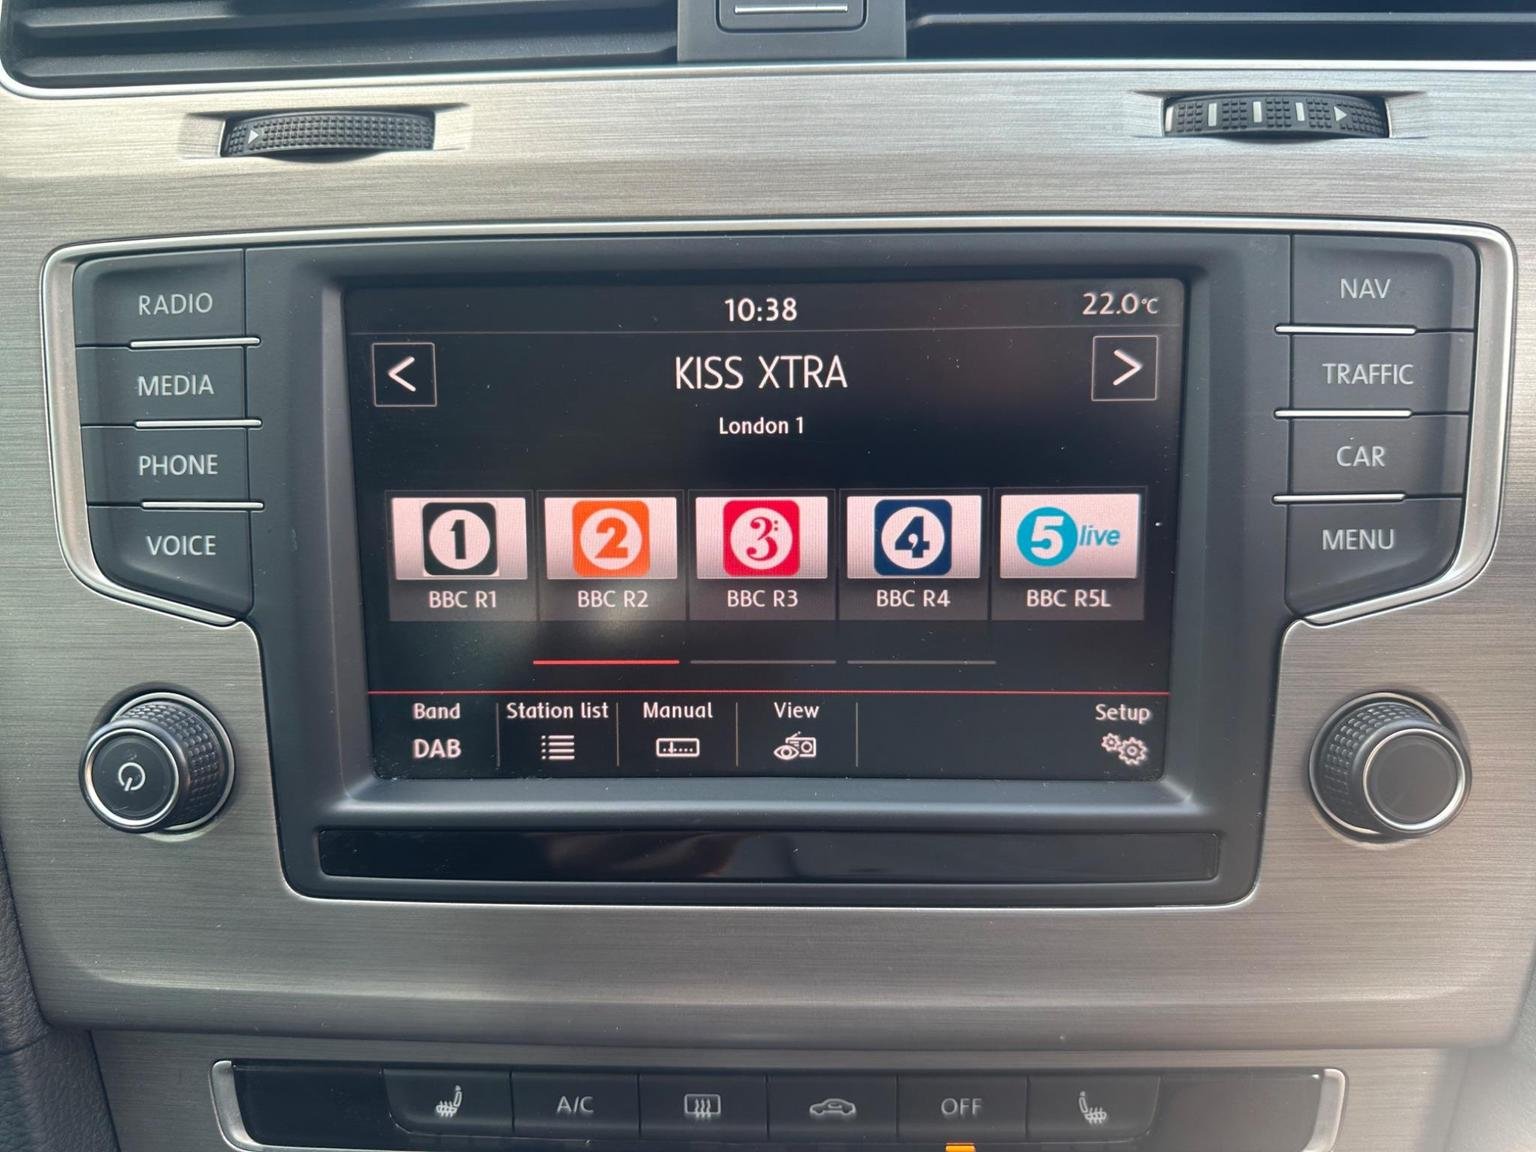 10:38
22.0°C
RADIO
MEDIA
PHONE
VOICE
<
KISS XTRA
>
London 1
1
2
3
4
5 live
BBC R1
BBC R2
BBC R3
BBC R4
BBC R5L
Band
Station list
Manual
View
Setup
DAB
NAV
TRAFFIC
CAR
MENU
A/C
OFF